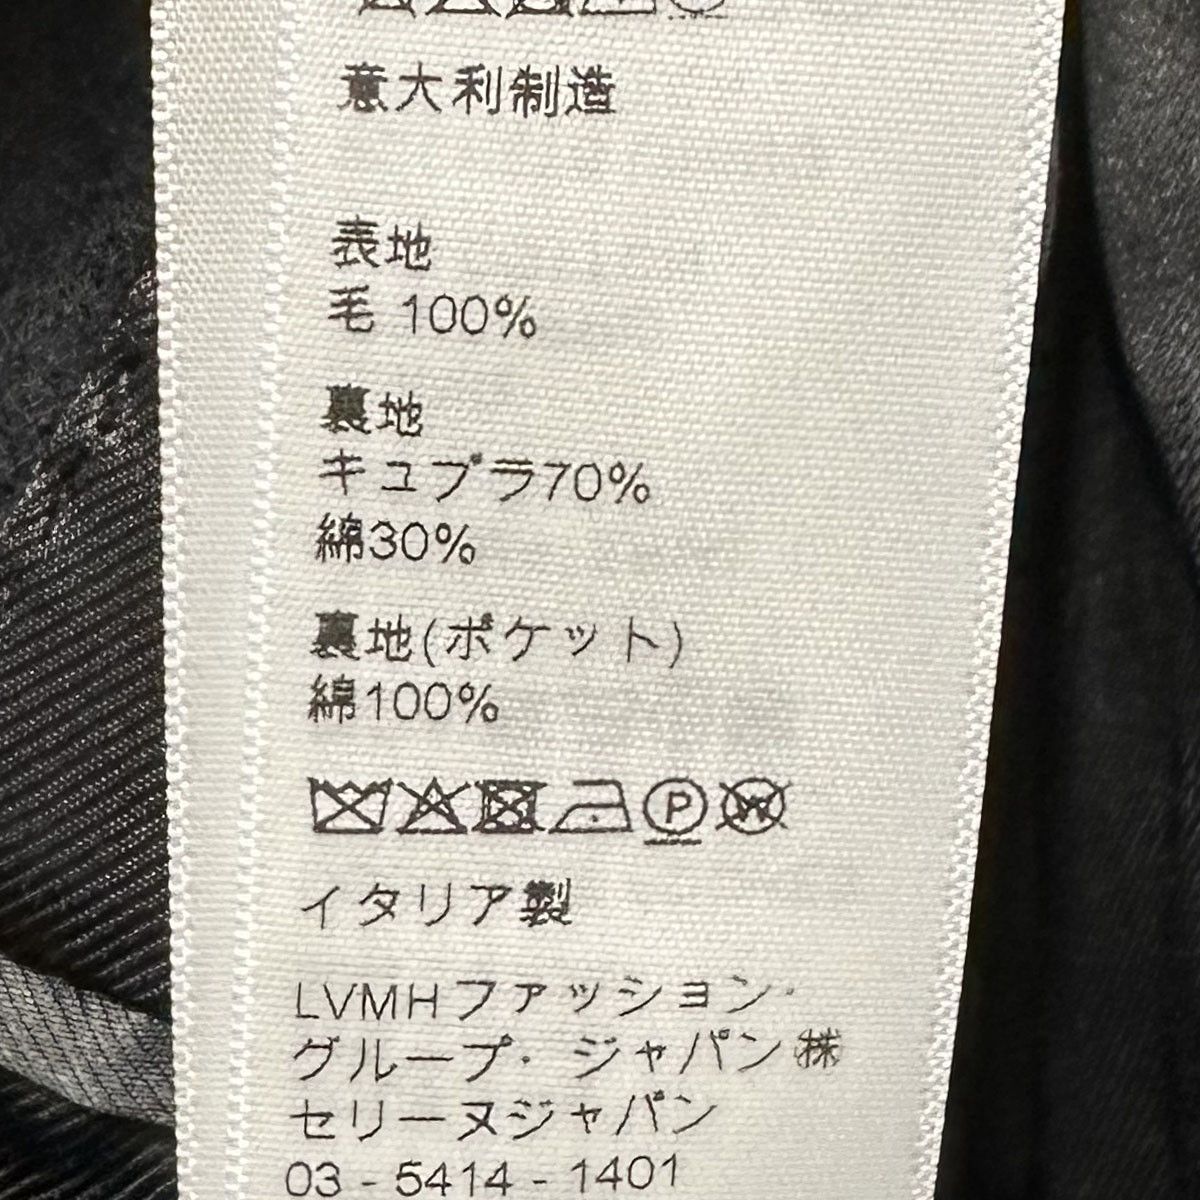 意大利制造
表地
毛 100%
裏地
キュプラ70%
綿30%
裏地(ポケット)
綿100%
P W
イタリア製
LVMHファッション・
グループ・ジャパン㈱
セリーヌジャパン
03 - 5414 - 1401